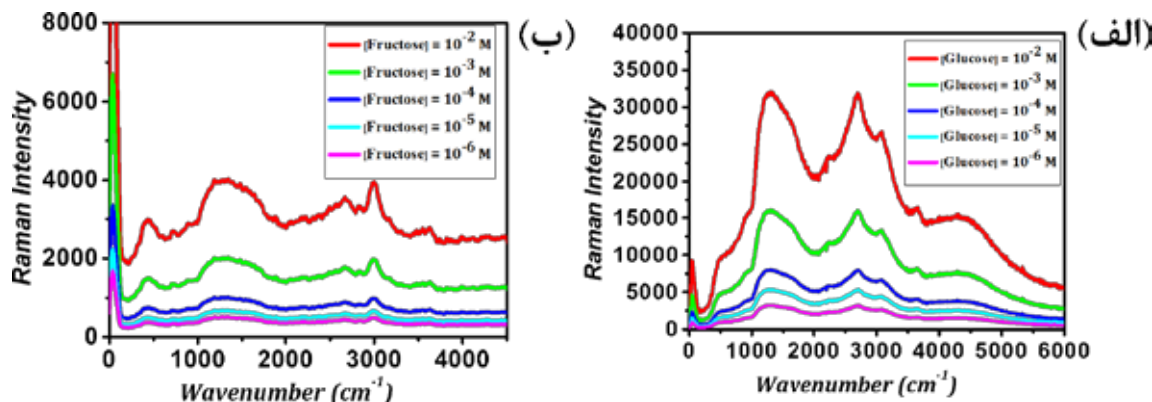 (ب)
8000
6000
4000
2000
0
Raman Intensity
[Fructose] = 10⁻² M
[Fructose] = 10⁻³ M
[Fructose] = 10⁻⁴ M
[Fructose] = 10⁻⁵ M
[Fructose] = 10⁻⁶ M
0 1000 2000 3000 4000
Wavenumber (cm⁻¹)
(الف)
40000
35000
30000
25000
20000
15000
10000
5000
0
Raman Intensity
[Glucose] = 10⁻² M
[Glucose] = 10⁻³ M
[Glucose] = 10⁻⁴ M
[Glucose] = 10⁻⁵ M
[Glucose] = 10⁻⁶ M
0 1000 2000 3000 4000 5000 6000
Wavenumber (cm⁻¹)